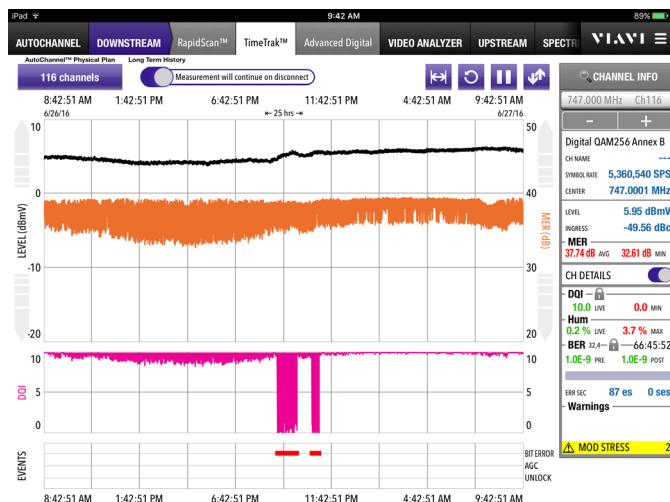 iPad 9:42 AM 89%
AUTOCHANNEL DOWNSTREAM RapidScan™ TimeTrak™ Advanced Digital VIDEO ANALYZER UPSTREAM SPECTR VIAVI
AutoChannel™ Physical Plan Long Term History
116 channels Measurement will continue on disconnect
8:42:51 AM 1:42:51 PM 6:42:51 PM 11:42:51 PM 4:42:51 AM 9:42:51 AM
6/26/16 25 hrs 6/27/16
10 50
0 40
LEVEL (dBmV) MER (dB)
-10 30
-20 20
10 10
DQI 5 5
0 0
EVENTS
BIT ERROR
AGC
UNLOCK
8:42:51 AM 1:42:51 PM 6:42:51 PM 11:42:51 PM 4:42:51 AM 9:42:51 AM
CHANNEL INFO
747.000 MHz Ch116
- +
Digital QAM256 Annex B
CH NAME ---
SYMBOL RATE 5,360,540 SPS
CENTER 747.0001 MHz
LEVEL 5.95 dBmV
INGRESS -49.56 dBc
MER
37.74 dB AVG 32.61 dB MIN
CH DETAILS
DQI
10.0 LIVE 0.0 MIN
Hum
0.2 % LIVE 3.7 % MAX
BER 32,4 66:45:52
1.0E-9 PRE 1.0E-9 POST
ERR SEC 87 es 0 ses
Warnings
MOD STRESS 2